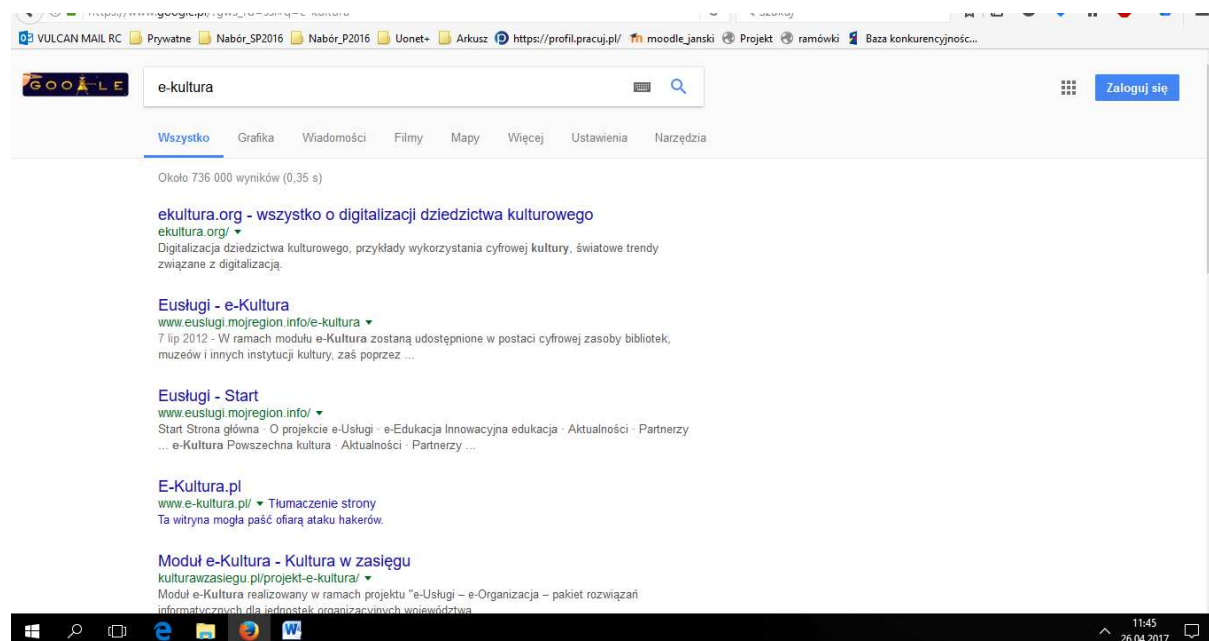 VULCAN MAIL RC Prywatne Nabór_SP2016 Nabór_P2016 Uonet+ Arkusz https://profil.pracuj.pl/ moodle_janski Projekt ramówki Baza konkurencyjnośc...
GOOGLE e-kultura Zaloguj się
Wszystko Grafika Wiadomości Filmy Mapy Więcej Ustawienia Narzędzia
Około 736 000 wyników (0,35 s)
ekultura.org - wszystko o digitalizacji dziedzictwa kulturowego
ekultura.org/
Digitalizacja dziedzictwa kulturowego, przykłady wykorzystania cyfrowej kultury, światowe trendy
związane z digitalizacją.
Eusługi - e-Kultura
www.euslugi.mojregion.info/e-kultura
7 lip 2012 - W ramach modułu e-Kultura zostaną udostępnione w postaci cyfrowej zasoby bibliotek,
muzeów i innych instytucji kultury, zaś poprzez ...
Eusługi - Start
www.euslugi.mojregion.info/
Start Strona główna · O projekcie e-Usługi · e-Edukacja Innowacyjna edukacja · Aktualności · Partnerzy
... e-Kultura Powszechna kultura · Aktualności · Partnerzy ...
E-Kultura.pl
www.e-kultura.pl/ Tłumaczenie strony
Ta witryna mogła paść ofiarą ataku hakerów.
Moduł e-Kultura - Kultura w zasięgu
kulturawzasiegu.pl/projekt-e-kultura/
Moduł e-Kultura realizowany w ramach projektu "e-Usługi – e-Organizacja – pakiet rozwiązań
informatycznych dla jednostek organizacyjnych województwa
11:45
26.04.2017